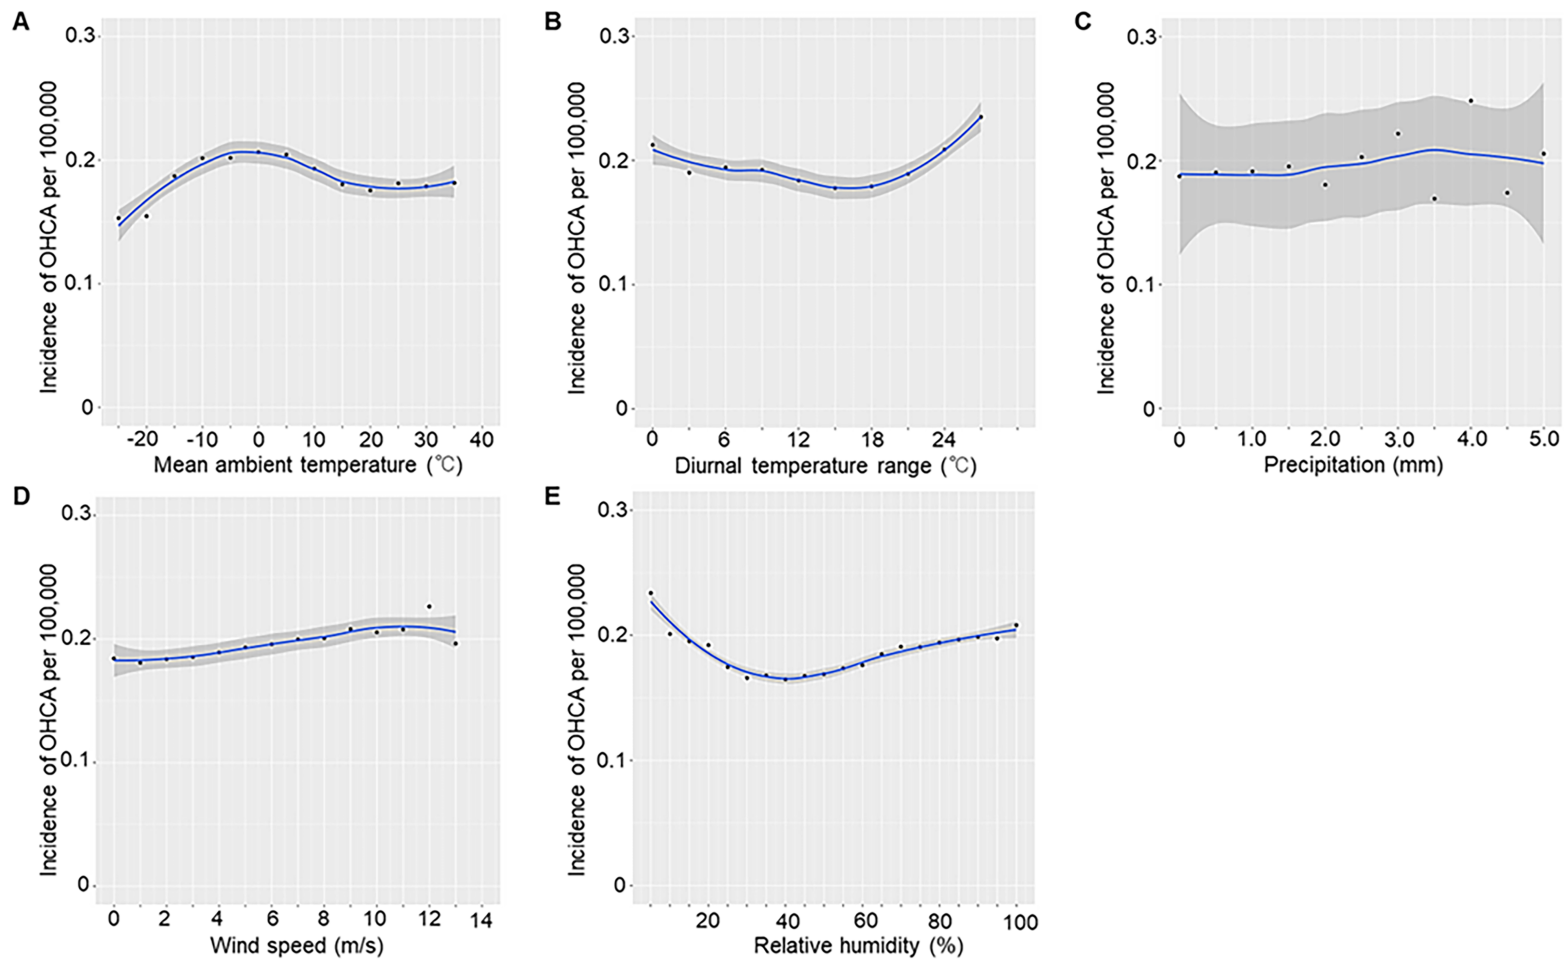 A
Incidence of OHCA per 100,000
0.3
0.2
0.1
0
-20 -10 0 10 20 30 40
Mean ambient temperature (℃)
B
Incidence of OHCA per 100,000
0.3
0.2
0.1
0
0 6 12 18 24
Diurnal temperature range (℃)
C
Incidence of OHCA per 100,000
0.3
0.2
0.1
0
0 1.0 2.0 3.0 4.0 5.0
Precipitation (mm)
D
Incidence of OHCA per 100,000
0.3
0.2
0.1
0
0 2 4 6 8 10 12 14
Wind speed (m/s)
E
Incidence of OHCA per 100,000
0.3
0.2
0.1
0
20 40 60 80 100
Relative humidity (%)